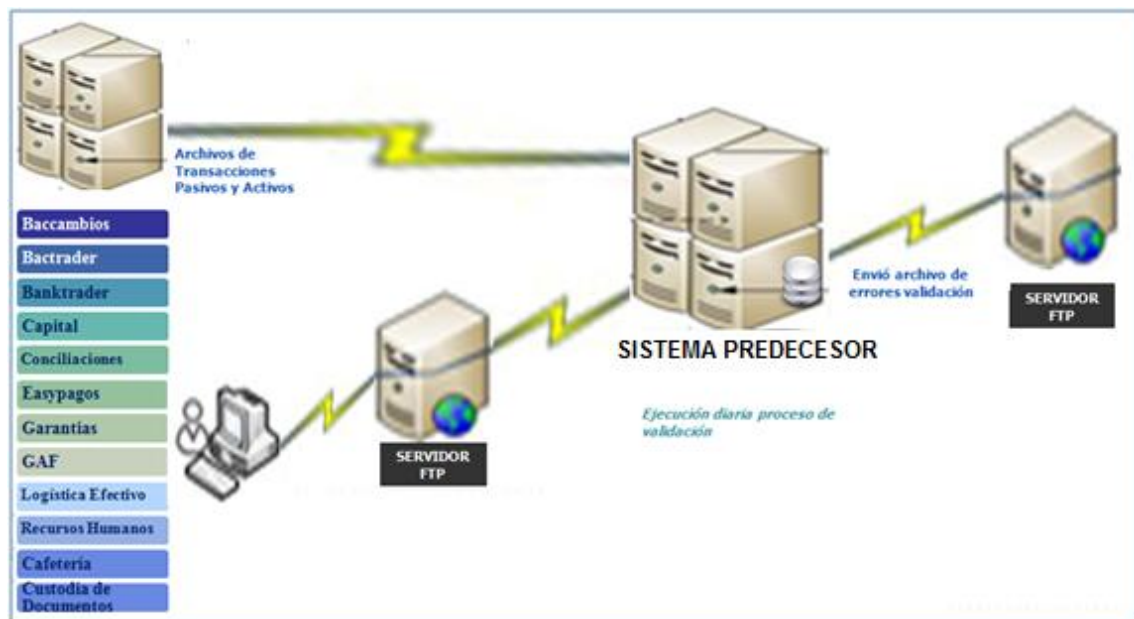 Archivos de
Transacciones
Pasivos y Activos
Baccambios
Bactrader
Banktrader
Capital
Conciliaciones
Easypagos
Garantías
GAF
Logística Efectivo
Recursos Humanos
Cafetería
Custodia de
Documentos
SERVIDOR
FTP
SISTEMA PREDECESOR
Ejecución diaria proceso de
validación
Envió archivo de
errores validación
SERVIDOR
FTP